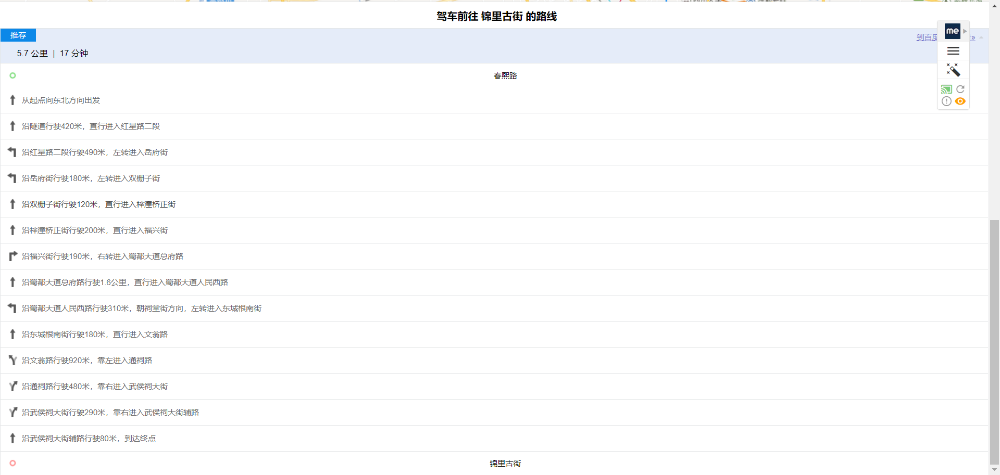 驾车前往 锦里古街 的路线
推荐
到百度
»
me
5.7 公里 | 17 分钟
春熙路
从起点向东北方向出发
沿隧道行驶420米，直行进入红星路二段
沿红星路二段行驶490米，左转进入岳府街
沿岳府街行驶180米，左转进入双栅子街
沿双栅子街行驶120米，直行进入梓潼桥正街
沿梓潼桥正街行驶200米，直行进入福兴街
沿福兴街行驶190米，右转进入蜀都大道总府路
沿蜀都大道总府路行驶1.6公里，直行进入蜀都大道人民西路
沿蜀都大道人民西路行驶310米，朝祠堂街方向，左转进入东城根南街
沿东城根南街行驶180米，直行进入文翁路
沿文翁路行驶920米，靠左进入通祠路
沿通祠路行驶480米，靠右进入武侯祠大街
沿武侯祠大街行驶290米，靠右进入武侯祠大街辅路
沿武侯祠大街辅路行驶80米，到达终点
锦里古街